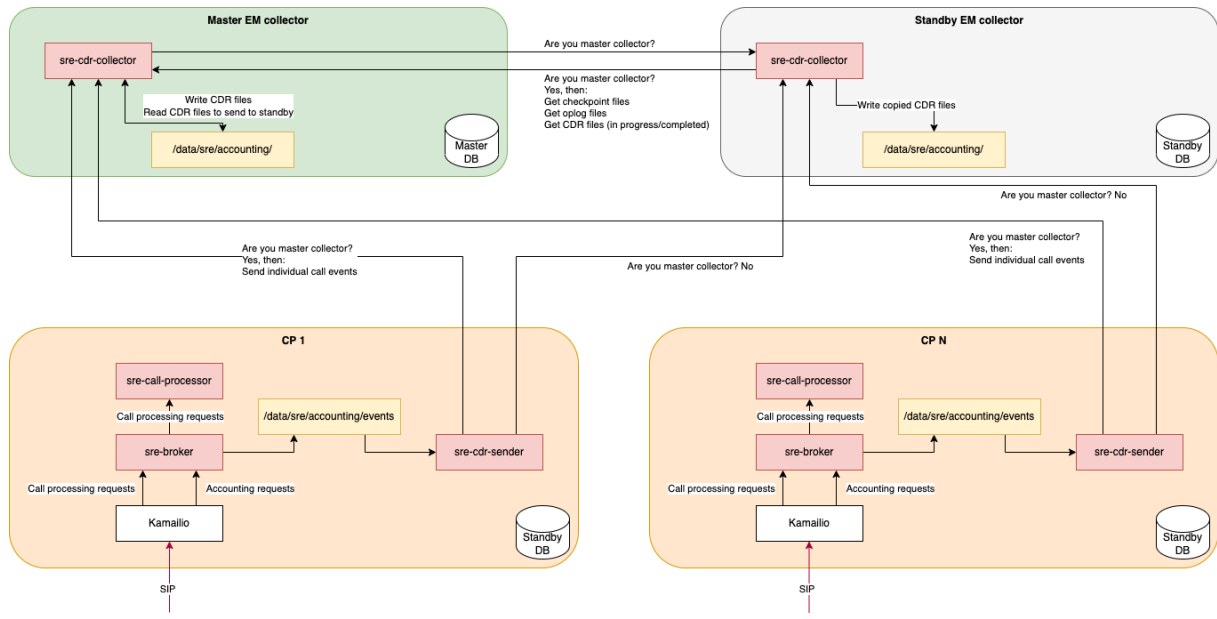 Master EM collector
Standby EM collector
sre-cdr-collector
Are you master collector?
sre-cdr-collector
Are you master collector?
Yes, then:
Get checkpoint files
Get oplog files
Get CDR files (in progress/completed)
Write CDR files
Read CDR files to send to standby
Write copied CDR files
/data/sre/accounting/
Master
DB
/data/sre/accounting/
Standby
DB
Are you master collector? No
Are you master collector?
Yes, then:
Send individual call events
Are you master collector? No
Are you master collector?
Yes, then:
Send individual call events
CP 1
sre-call-processor
Call processing requests
/data/sre/accounting/events
sre-broker
sre-cdr-sender
Call processing requests
Accounting requests
Kamailio
Standby
DB
SIP
CP N
sre-call-processor
Call processing requests
/data/sre/accounting/events
sre-broker
sre-cdr-sender
Call processing requests
Accounting requests
Kamailio
Standby
DB
SIP